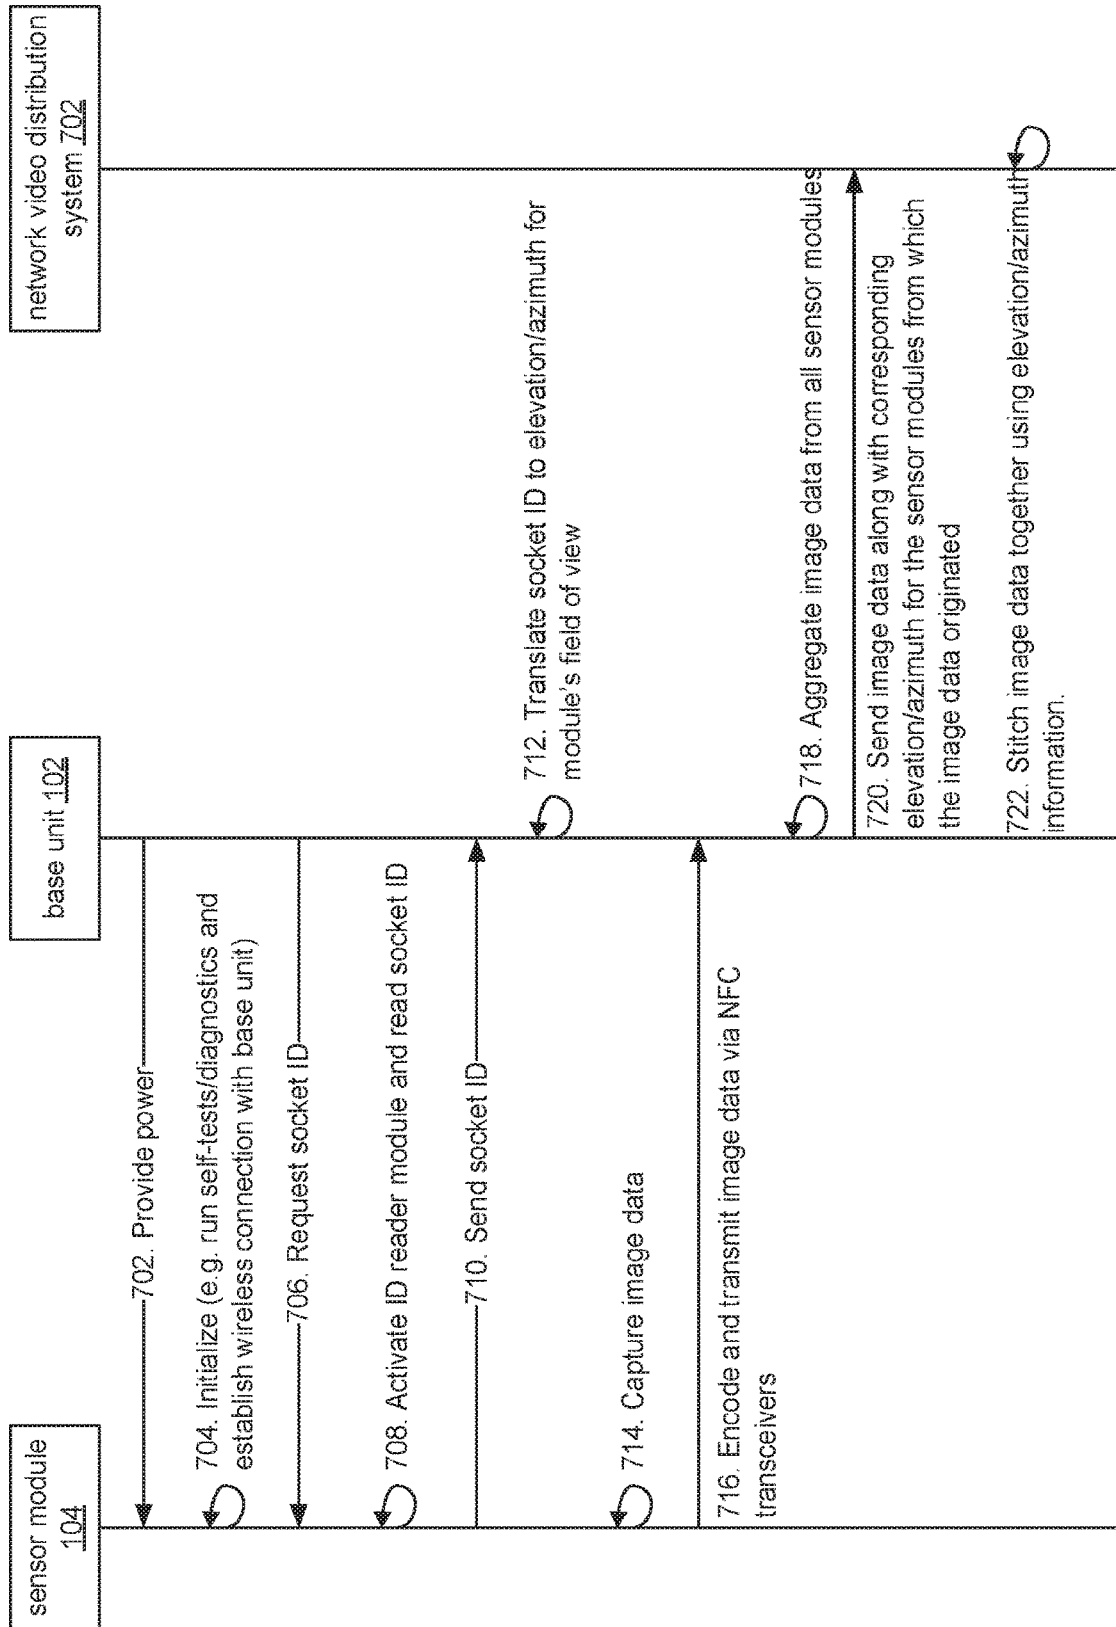 sensor module
104
base unit 102
network video distribution
system 702
702. Provide power
704. Initialize (e.g. run self-tests/diagnostics and
establish wireless connection with base unit)
706. Request socket ID
708. Activate ID reader module and read socket ID
710. Send socket ID
712. Translate socket ID to elevation/azimuth for
module's field of view
714. Capture image data
716. Encode and transmit image data via NFC
transceivers
718. Aggregate image data from all sensor modules
720. Send image data along with corresponding
elevation/azimuth for the sensor modules from which
the image data originated
722. Stitch image data together using elevation/azimuth
information.